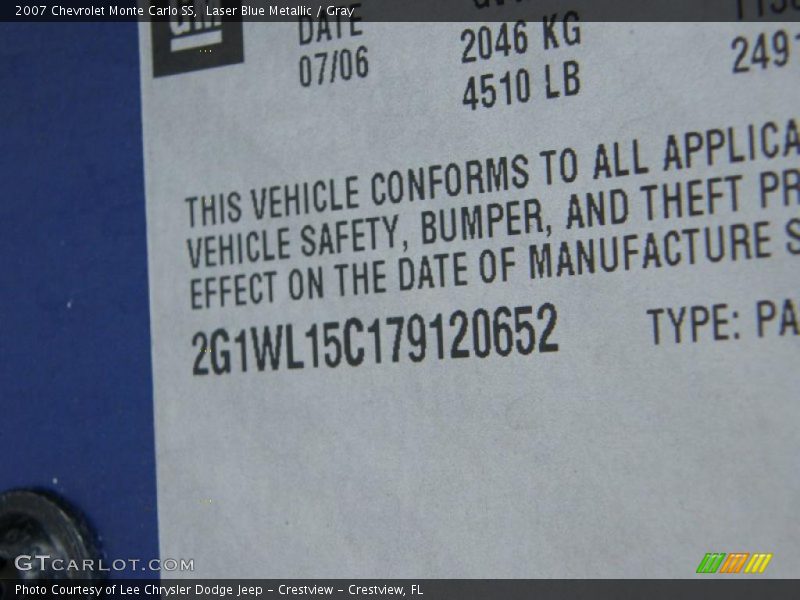 2007 Chevrolet Monte Carlo SS, Laser Blue Metallic / Gray
GM
DATE
07/06
2046 KG
4510 LB
THIS VEHICLE CONFORMS TO ALL APPLICA
VEHICLE SAFETY, BUMPER, AND THEFT PR
EFFECT ON THE DATE OF MANUFACTURE S
2G1WL15C179120652 TYPE: PA
GTCARLOT.COM
Photo Courtesy of Lee Chrysler Dodge Jeep – Crestview – Crestview, FL